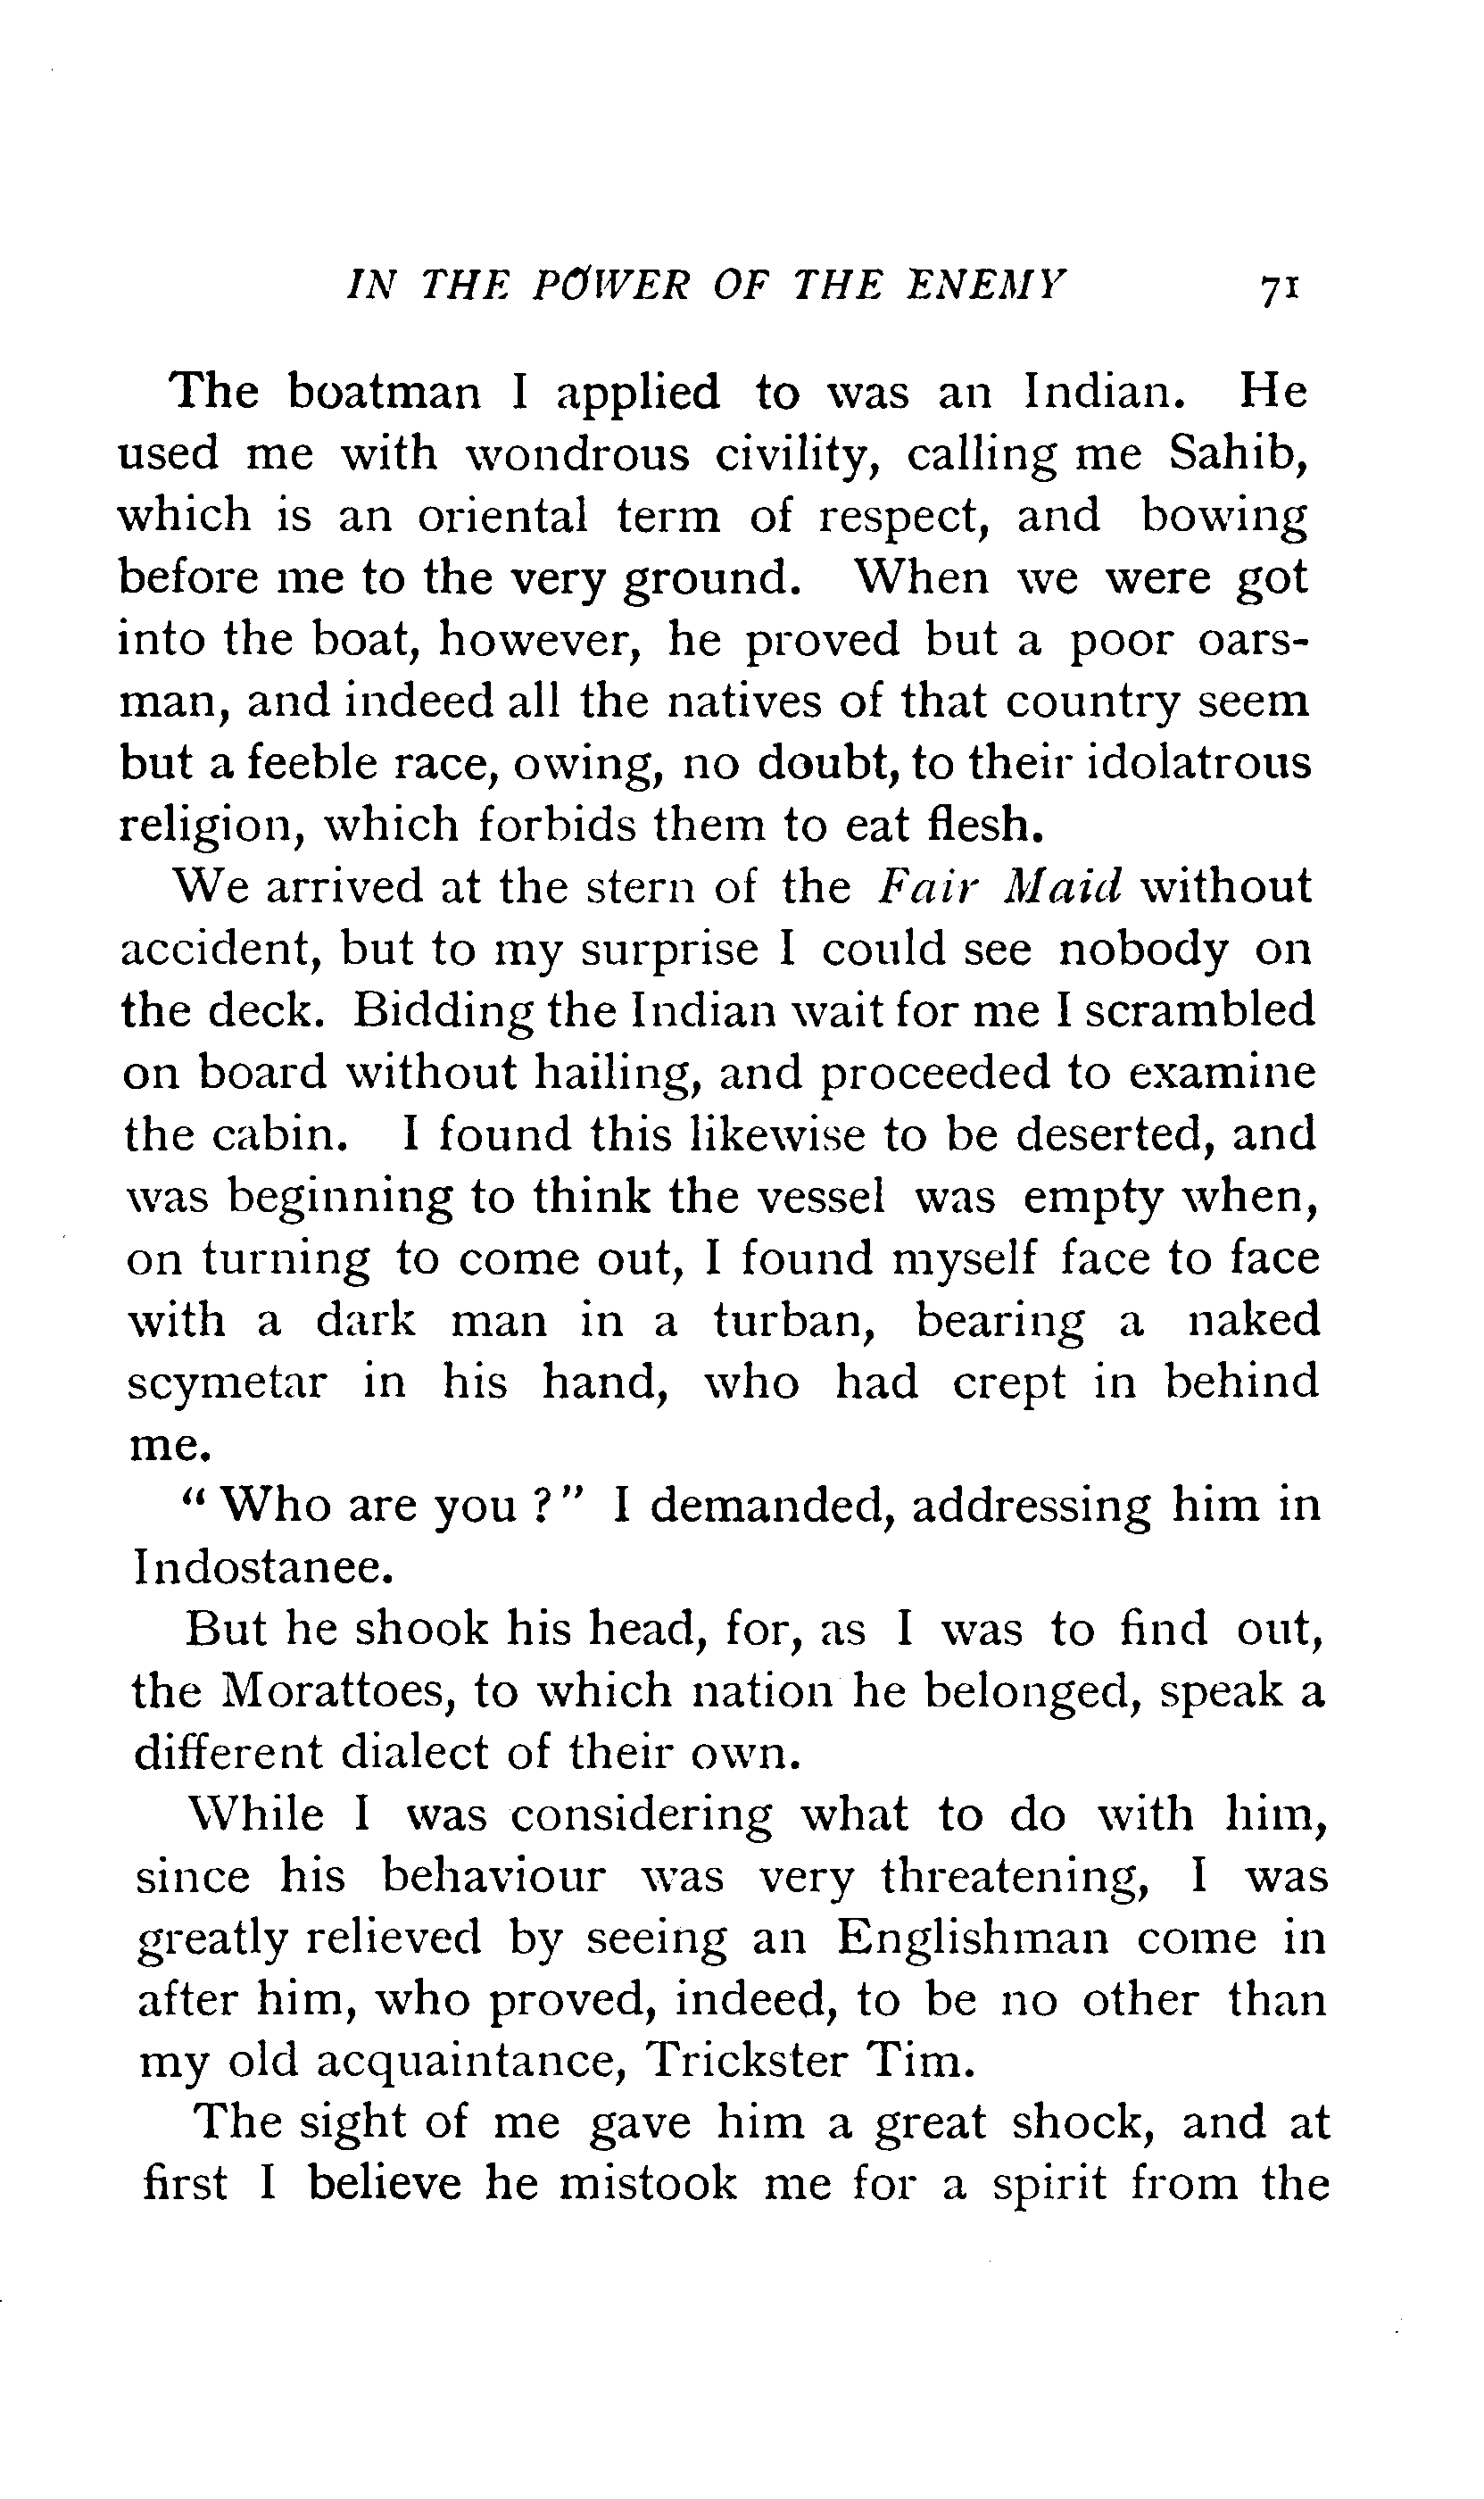 IN THE POWER OF THE ENEMY 71
The boatman I applied to was an Indian. He
used me with wondrous civility, calling me Sahib,
which is an oriental term of respect, and bowing
before me to the very ground. When we were got
into the boat, however, he proved but a poor oars-
man, and indeed all the natives of that country seem
but a feeble race, owing, no doubt, to their idolatrous
religion, which forbids them to eat flesh.
We arrived at the stern of the Fair Maid without
accident, but to my surprise I could see nobody on
the deck. Bidding the Indian wait for me I scrambled
on board without hailing, and proceeded to examine
the cabin. I found this likewise to be deserted, and
was beginning to think the vessel was empty when,
on turning to come out, I found myself face to face
with a dark man in a turban, bearing a naked
scymetar in his hand, who had crept in behind
me.
" Who are you ? " I demanded, addressing him in
Indostanee.
But he shook his head, for, as I was to find out,
the Morattoes, to which nation he belonged, speak a
different dialect of their own.
While I was considering what to do with him,
since his behaviour was very threatening, I was
greatly relieved by seeing an Englishman come in
after him, who proved, indeed, to be no other than
my old acquaintance, Trickster Tim.
The sight of me gave him a great shock, and at
first I believe he mistook me for a spirit from the